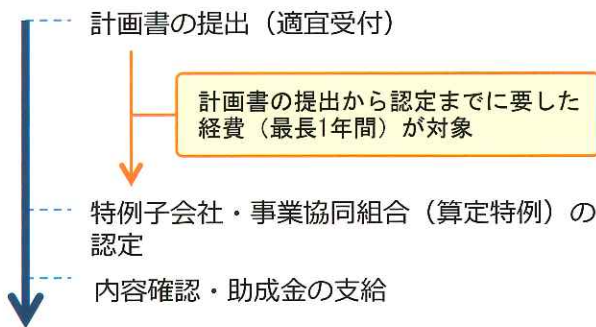 計画書の提出（適宜受付）
計画書の提出から認定までに要した
経費（最長1年間）が対象
特例子会社・事業協同組合（算定特例）の
認定
内容確認・助成金の支給